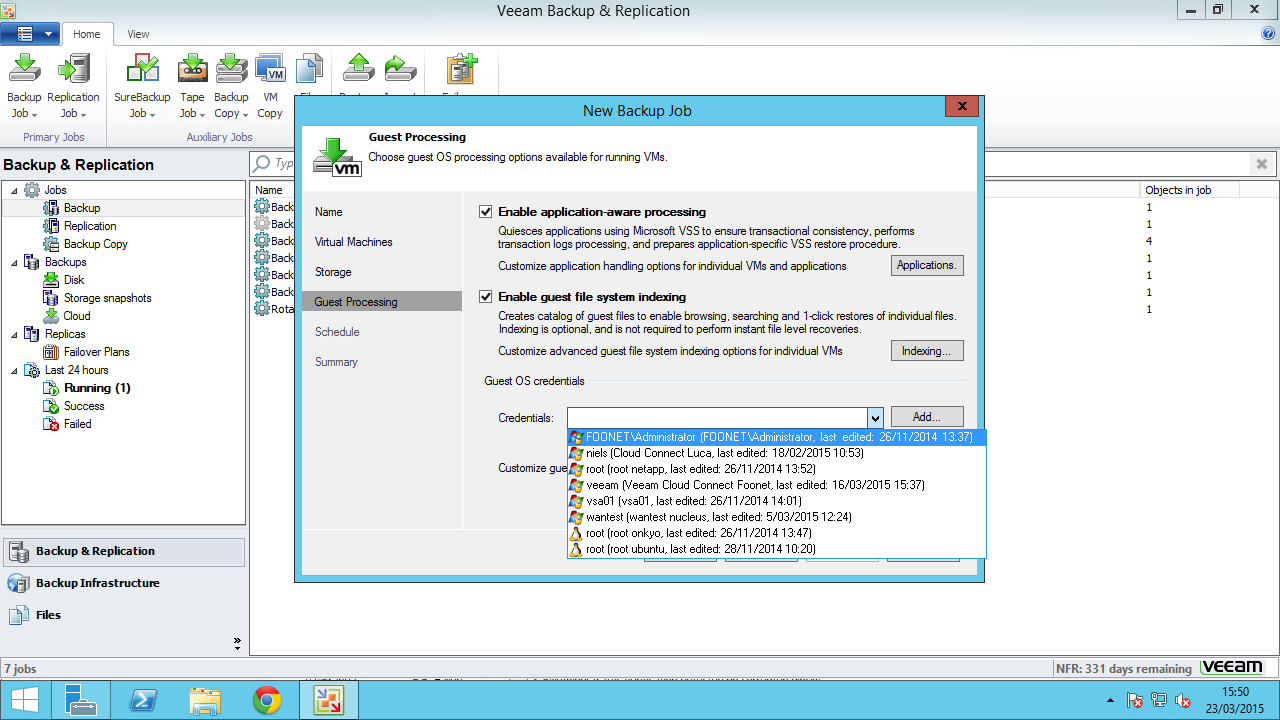 Veeam Backup & Replication
Home View
Backup Job
Replication Job
SureBackup Job
Tape Job
Backup Copy
VM Copy
Primary Jobs
Auxiliary Jobs
Backup & Replication
Jobs
Backup
Replication
Backup Copy
Backups
Disk
Storage snapshots
Cloud
Replicas
Failover Plans
Last 24 hours
Running (1)
Success
Failed
Backup & Replication
Backup Infrastructure
Files
Name Objects in job
1
1
4
1
1
1
1
New Backup Job
vm
Guest Processing
Choose guest OS processing options available for running VMs.
Name
Virtual Machines
Storage
Guest Processing
Schedule
Summary
Enable application-aware processing
Quiesces applications using Microsoft VSS to ensure transactional consistency, performs
transaction logs processing, and prepares application-specific VSS restore procedure.
Customize application handling options for individual VMs and applications
Applications.
Enable guest file system indexing
Creates catalog of guest files to enable browsing, searching and 1-click restores of individual files.
Indexing is optional, and is not required to perform instant file level recoveries.
Customize advanced guest file system indexing options for individual VMs
Indexing...
Guest OS credentials
Credentials:
Add...
FOONET\Administrator (FOONET\Administrator, last edited: 26/11/2014 13:37)
niels (Cloud Connect Luca, last edited: 18/02/2015 10:53)
root (root netapp, last edited: 26/11/2014 13:52)
veeam (Veeam Cloud Connect Foonet, last edited: 16/03/2015 15:37)
vsa01 (vsa01, last edited: 26/11/2014 14:01)
wantest (wantest nucleus, last edited: 5/03/2015 12:24)
root (root onkyo, last edited: 26/11/2014 13:47)
root (root ubuntu, last edited: 28/11/2014 10:20)
7 jobs
NFR: 331 days remaining veeam
15:50
23/03/2015